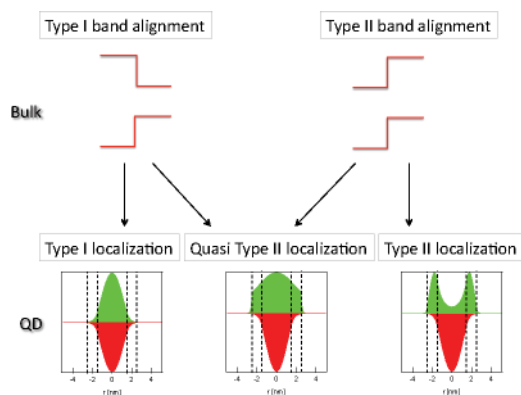 Type I band alignment
Type II band alignment
Bulk
Type I localization
Quasi Type II localization
Type II localization
QD
-4 -2 0 2 4
r [nm]
-4 -2 0 2 4
r [nm]
-4 -2 0 2 4
r [nm]